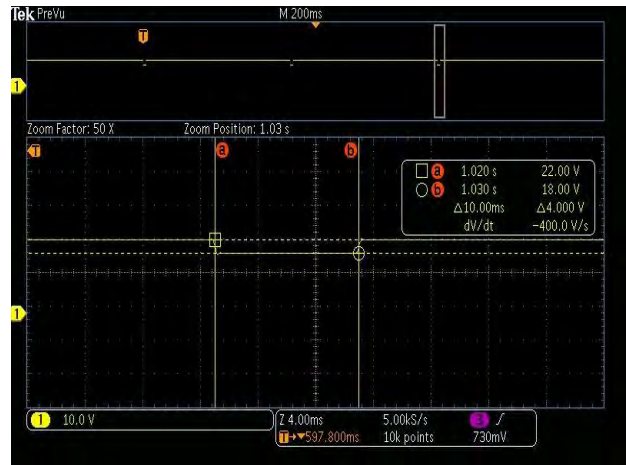 Tek PreVu M 200ms
T
1
Zoom Factor: 50 X Zoom Position: 1.03 s
T a b
a 1.020 s 22.00 V
b 1.030 s 18.00 V
△10.00ms △4.000 V
dV/dt −400.0 V/s
1
1 10.0 V
Z 4.00ms 5.00kS/s 3 ∫
T→▼597.800ms 10k points 730mV